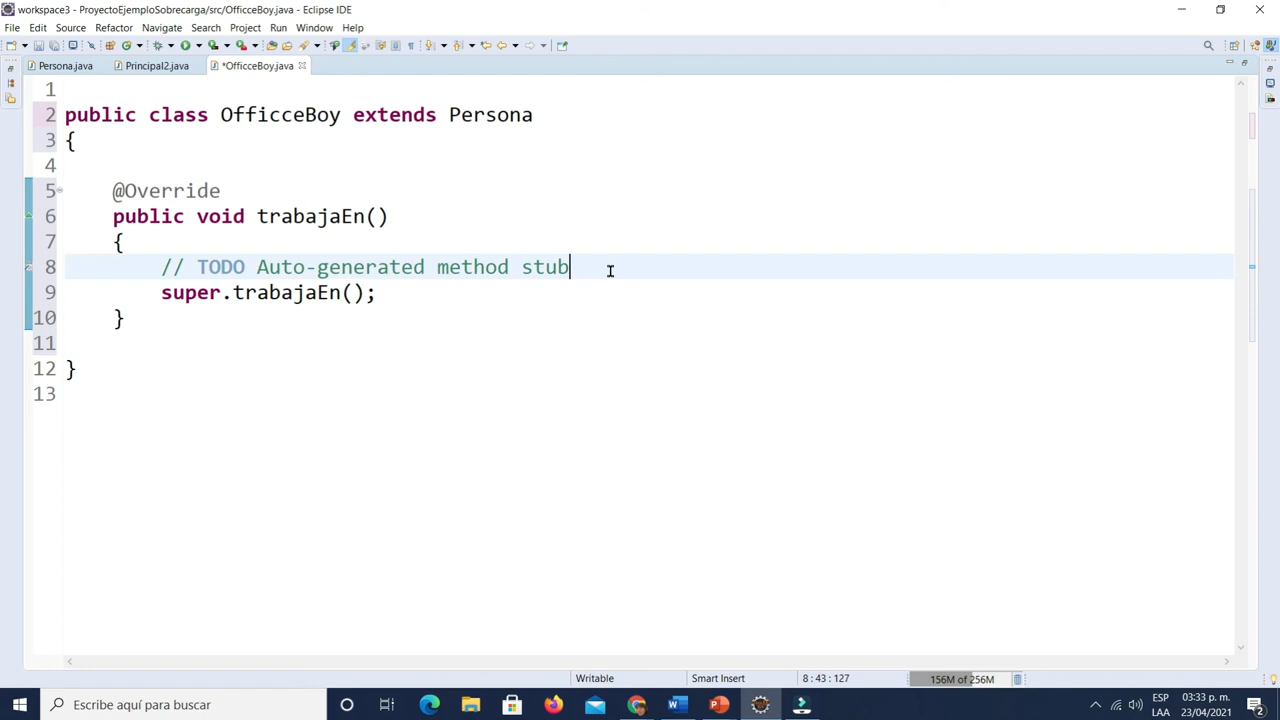 workspace3 - ProyectoEjemploSobrecarga/src/OfficceBoy.java - Eclipse IDE
File Edit Source Refactor Navigate Search Project Run Window Help
Persona.java Principal2.java *OfficceBoy.java
1
2 public class OfficceBoy extends Persona
3 {
4
5 @Override
6 public void trabajaEn()
7 {
8 // TODO Auto-generated method stub
9 super.trabajaEn();
10 }
11
12 }
13
Writable Smart Insert 8 : 43 : 127 156M of 256M
Escribe aquí para buscar
ESP 03:33 p. m.
LAA 23/04/2021 2